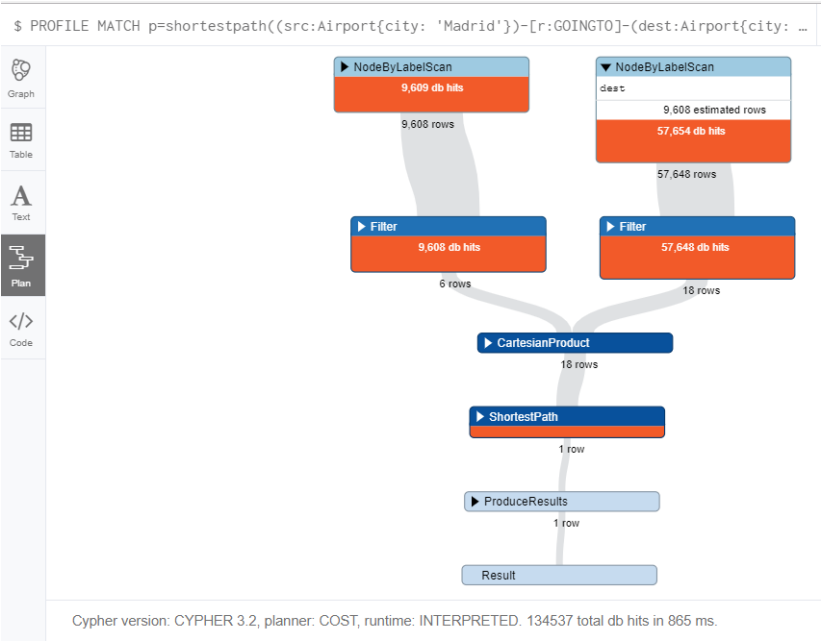 $ PROFILE MATCH p=shortestpath((src:Airport{city: 'Madrid'})-[r:GOINGTO]-(dest:Airport{city: …
Graph
Table
Text
Plan
Code
NodeByLabelScan
9,609 db hits
9,608 rows
NodeByLabelScan
dest
9,608 estimated rows
57,654 db hits
57,648 rows
Filter
9,608 db hits
6 rows
Filter
57,648 db hits
18 rows
CartesianProduct
18 rows
ShortestPath
1 row
ProduceResults
1 row
Result
Cypher version: CYPHER 3.2, planner: COST, runtime: INTERPRETED. 134537 total db hits in 865 ms.